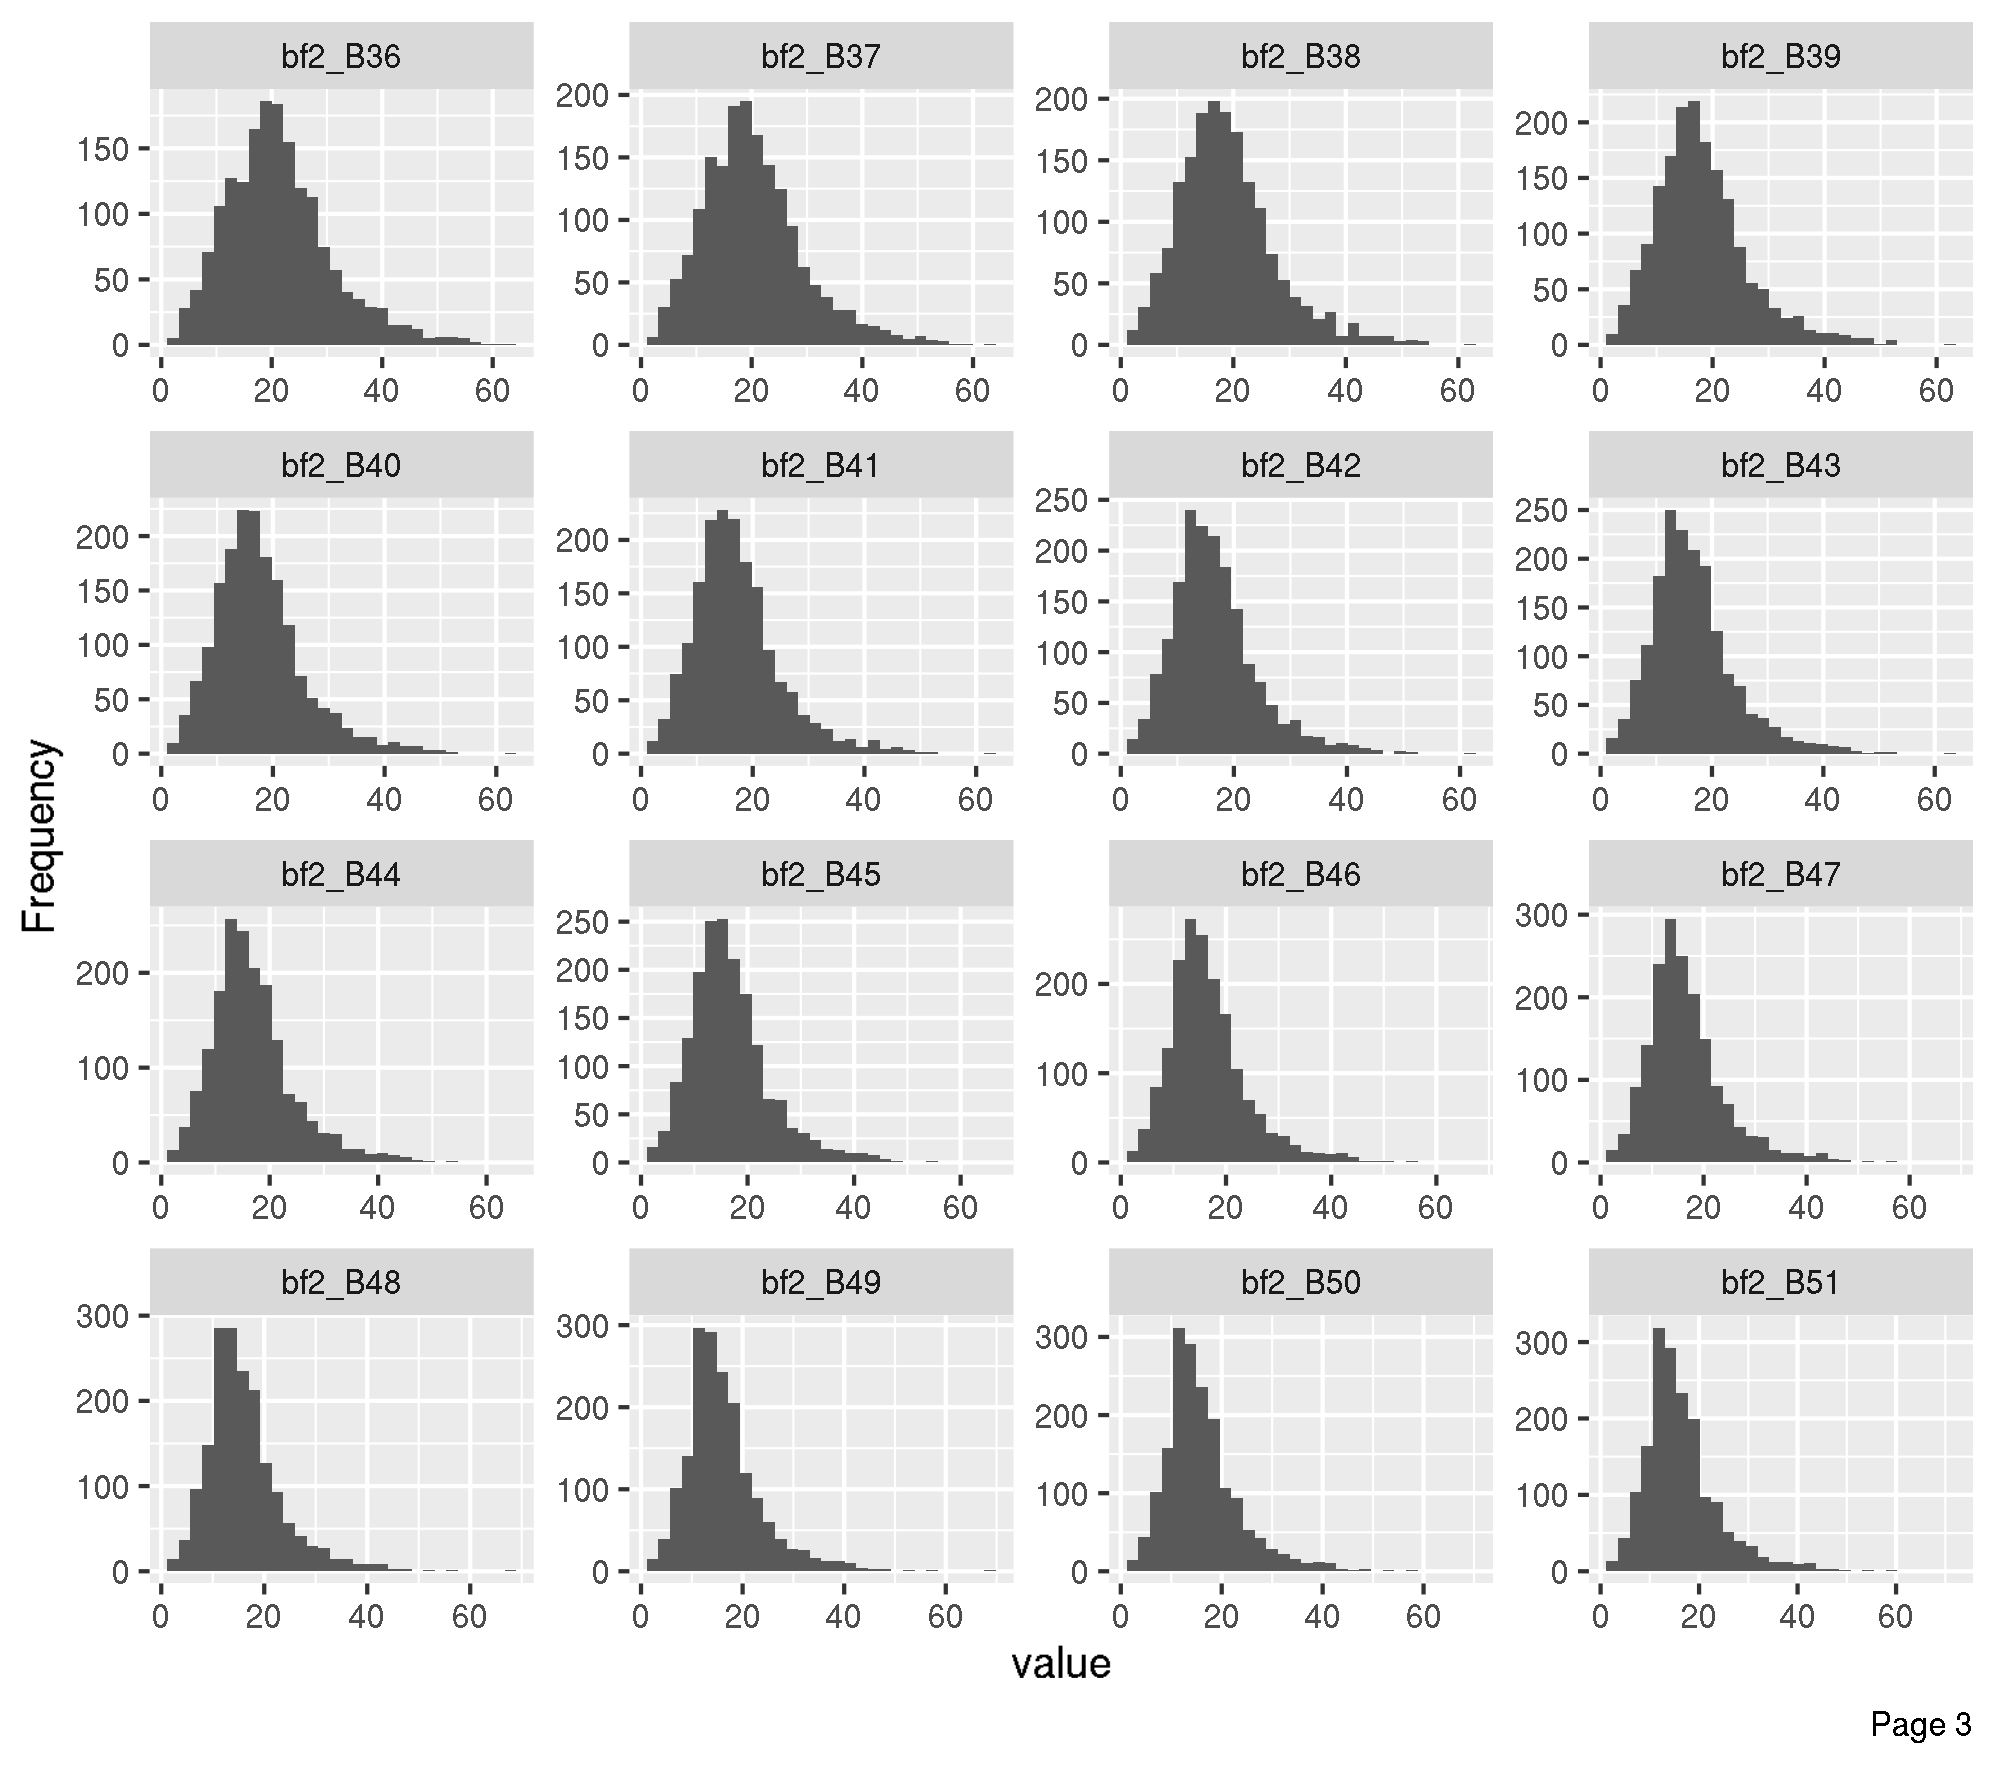 bf2_B36 bf2_B37 bf2_B38 bf2_B39
200
150 150 150 200
100 100 100 150
50 50 50 100
0 0 0 50
200 0
0 20 40 60 0 20 40 60 0 20 40 60 0 20 40 60
bf2_B40 bf2_B41 bf2_B42 bf2_B43
200 200 250 250
150 150 200 200
100 100 150 150
50 50 100 100
0 0 50 50
0 0
0 20 40 60 0 20 40 60 0 20 40 60 0 20 40 60
Frequency
bf2_B44 bf2_B45 bf2_B46 bf2_B47
200 250 200 300
100 200 100 200
0 150 0 100
100 0
50
0
0 20 40 60 0 20 40 60 0 20 40 60 0 20 40 60
bf2_B48 bf2_B49 bf2_B50 bf2_B51
300 300 300 300
200 200 200 200
100 100 100 100
0 0 0 0
0 20 40 60 0 20 40 60 0 20 40 60 0 20 40 60
value
Page 3